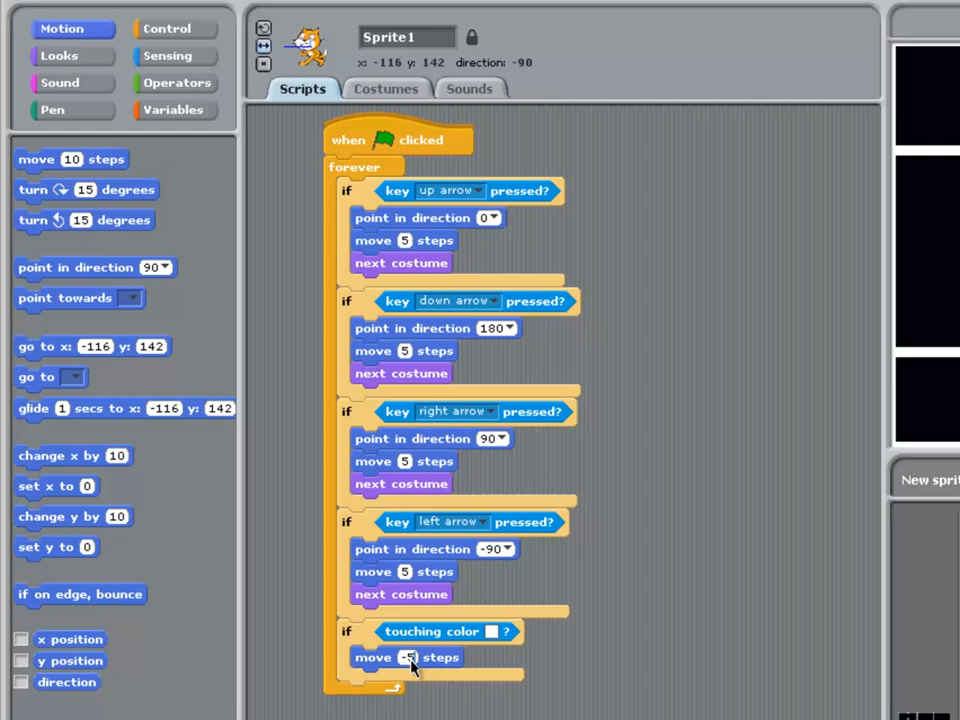 Motion
Control
Looks
Sensing
Sound
Operators
Pen
Variables
Sprite1
x: -116 y: 142 direction: -90
Scripts
Costumes
Sounds
move 10 steps
turn 15 degrees
turn 15 degrees
point in direction 90
point towards
go to x: -116 y: 142
go to
glide 1 secs to x: -116 y: 142
change x by 10
set x to 0
change y by 10
set y to 0
if on edge, bounce
x position
y position
direction
when clicked
forever
if key up arrow pressed?
point in direction 0
move 5 steps
next costume
if key down arrow pressed?
point in direction 180
move 5 steps
next costume
if key right arrow pressed?
point in direction 90
move 5 steps
next costume
if key left arrow pressed?
point in direction -90
move 5 steps
next costume
if touching color ?
move -5 steps
New sprit